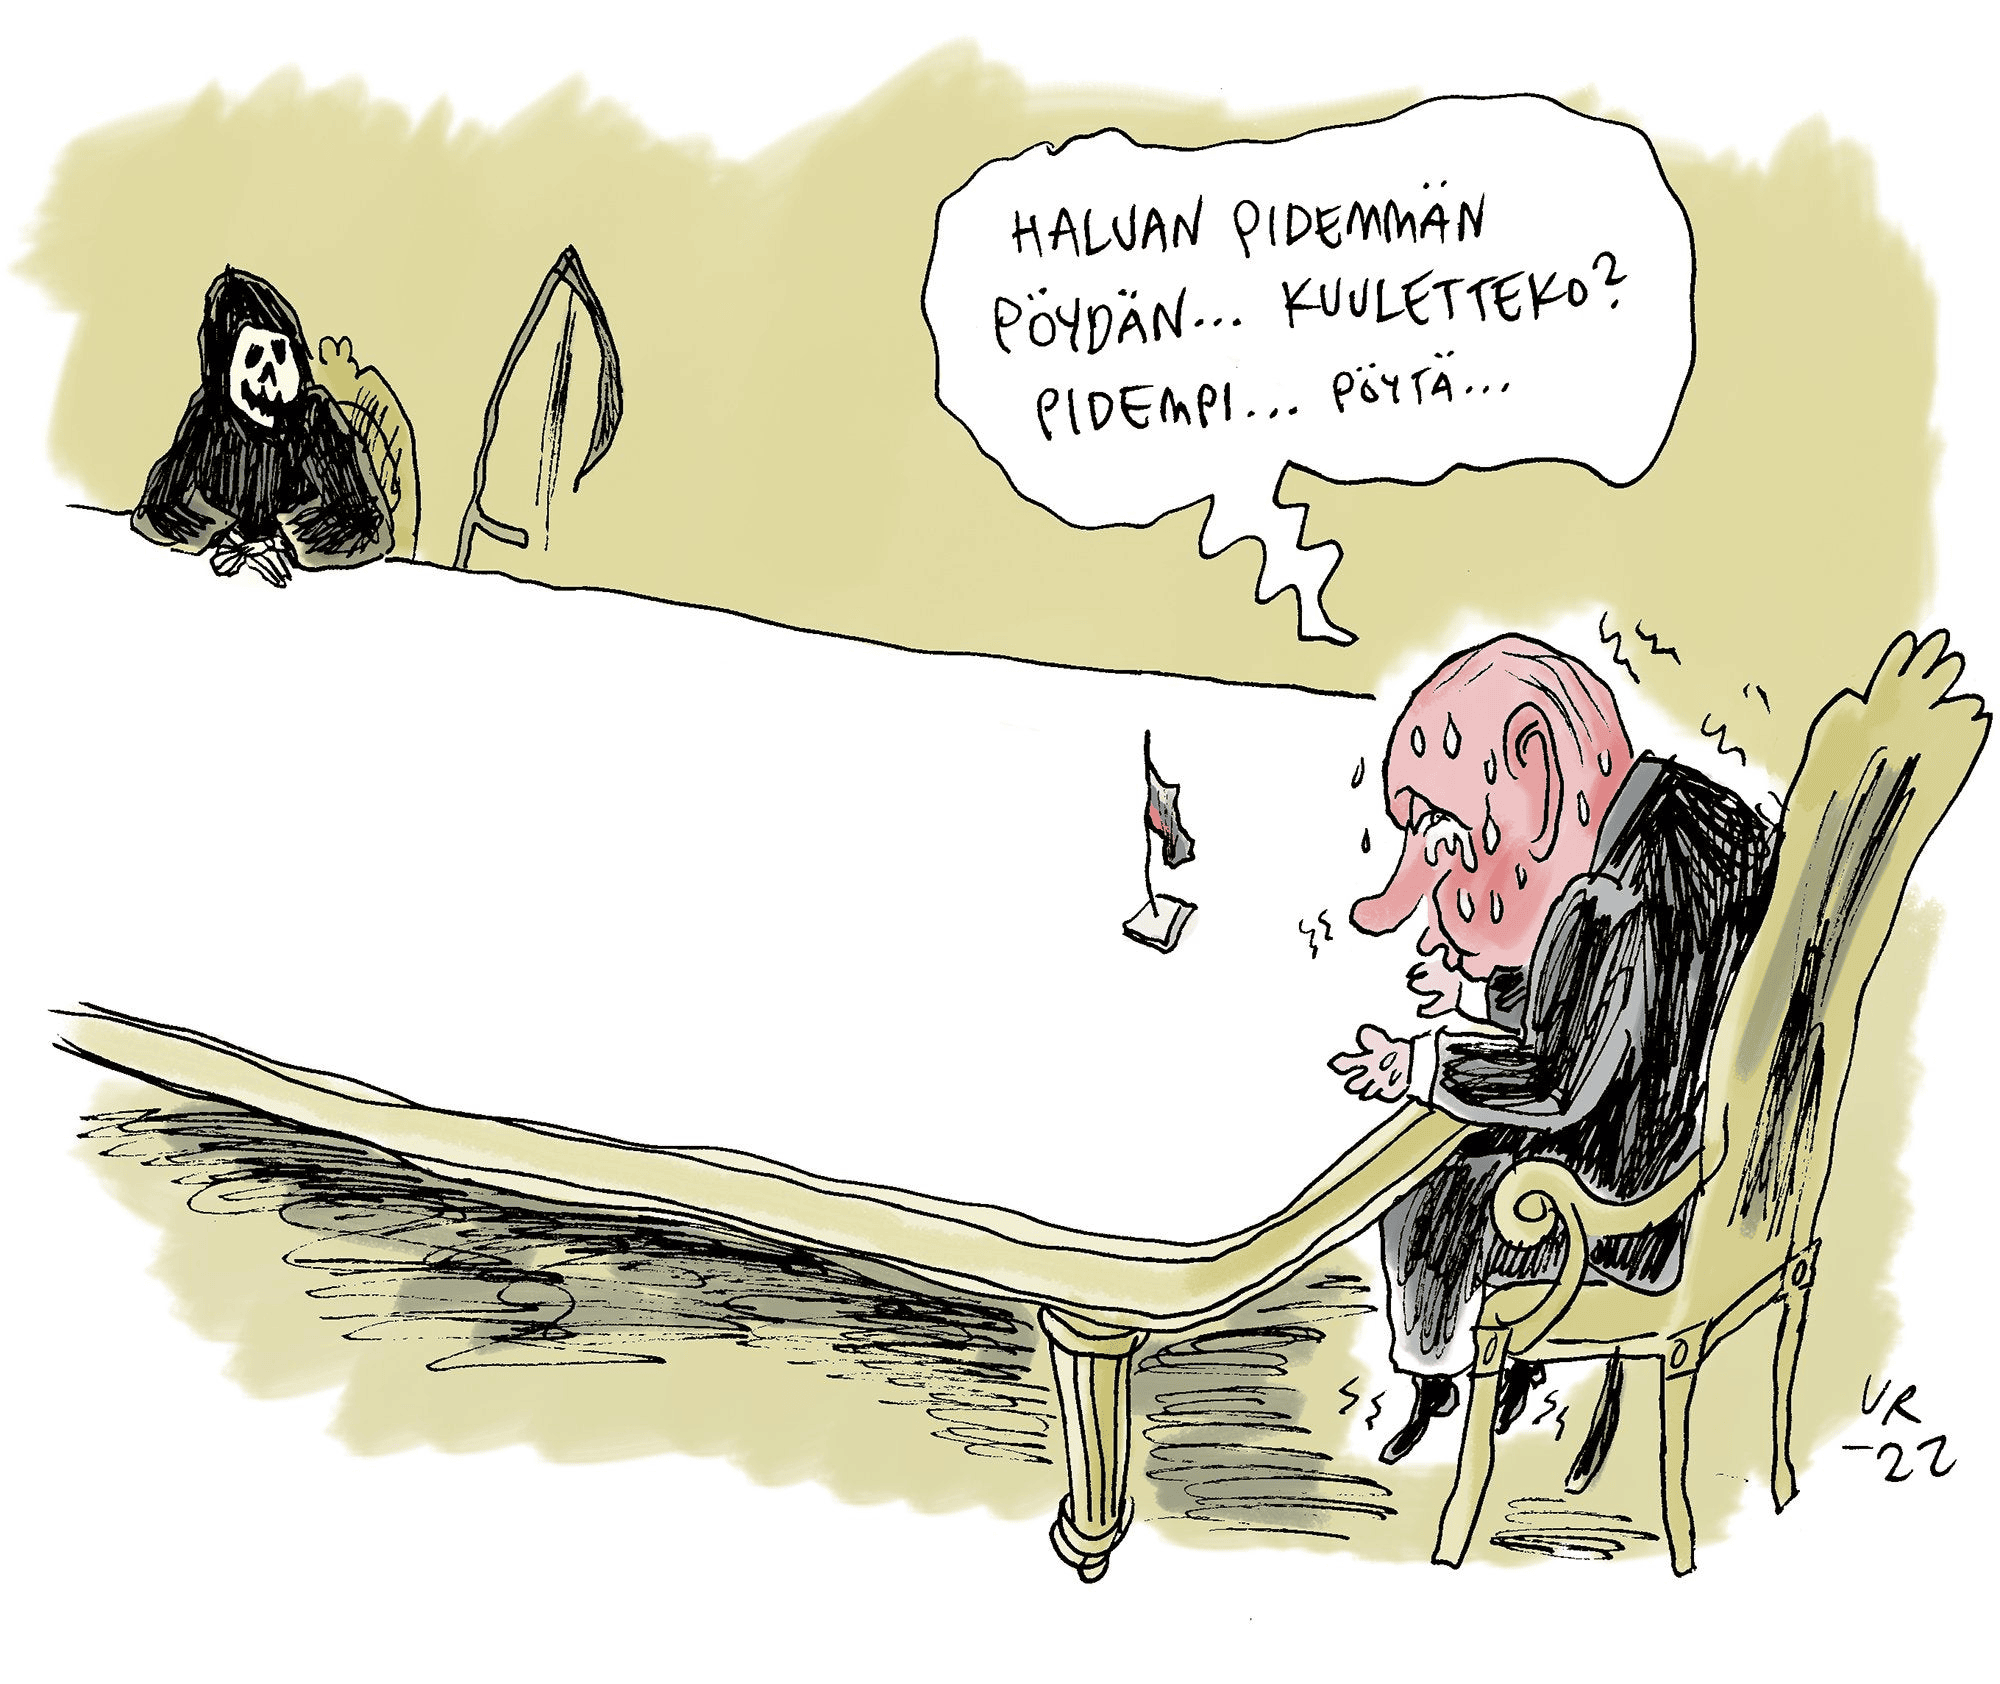 HALUAN PIDEMMÄN
PÖYDÄN... KUULETTEKO?
PIDEMPI... PÖYTÄ...
VR
-22